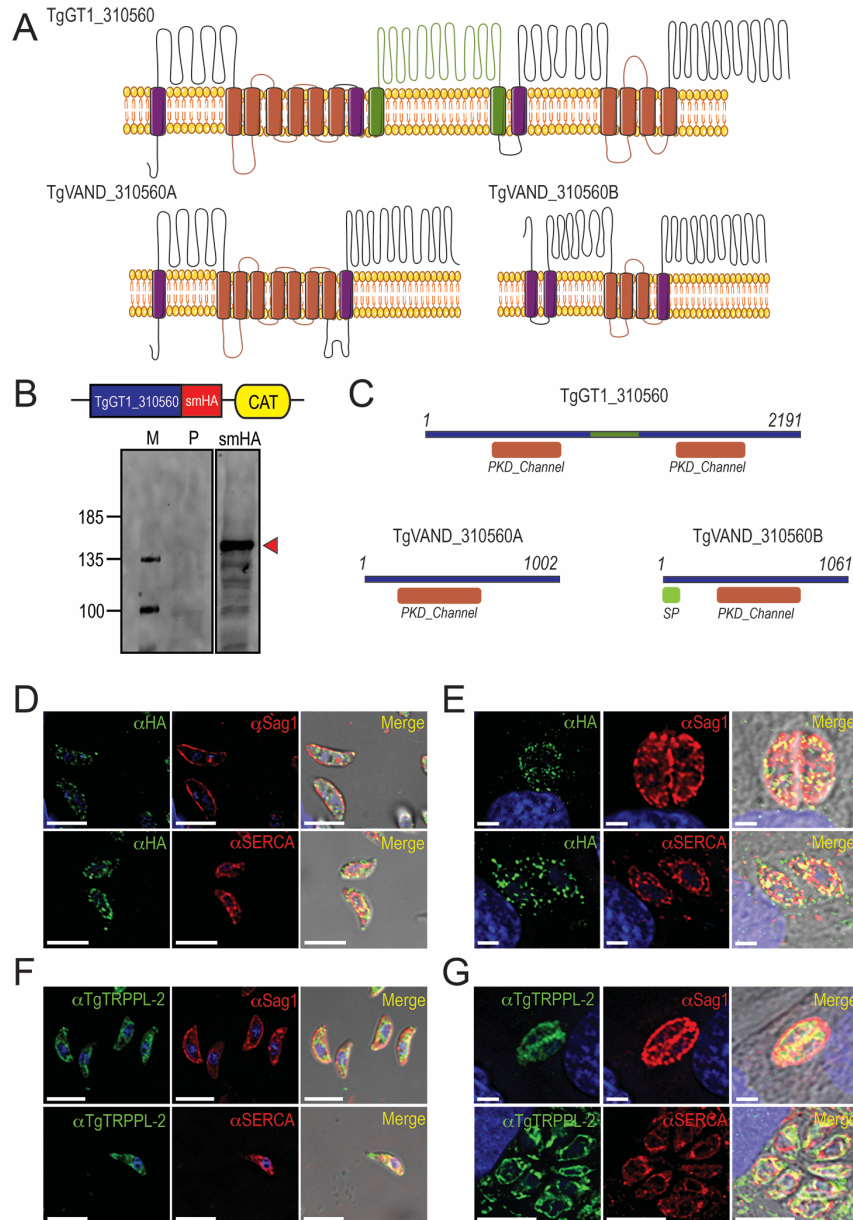 A
TgGT1_310560
TgVAND_310560A
TgVAND_310560B
B
TgGT1_310560 smHA CAT
M P smHA
185
135
100
C
TgGT1_310560
1 2191
PKD_Channel PKD_Channel
TgVAND_310560A
1 1002
PKD_Channel
TgVAND_310560B
1 1061
SP PKD_Channel
D
αHA αSag1 Merge
αHA αSERCA Merge
E
αHA αSag1 Merge
αHA αSERCA Merge
F
αTgTRPPL-2 αSag1 Merge
αTgTRPPL-2 αSERCA Merge
G
αTgTRPPL-2 αSag1 Merge
αTgTRPPL-2 αSERCA Merge